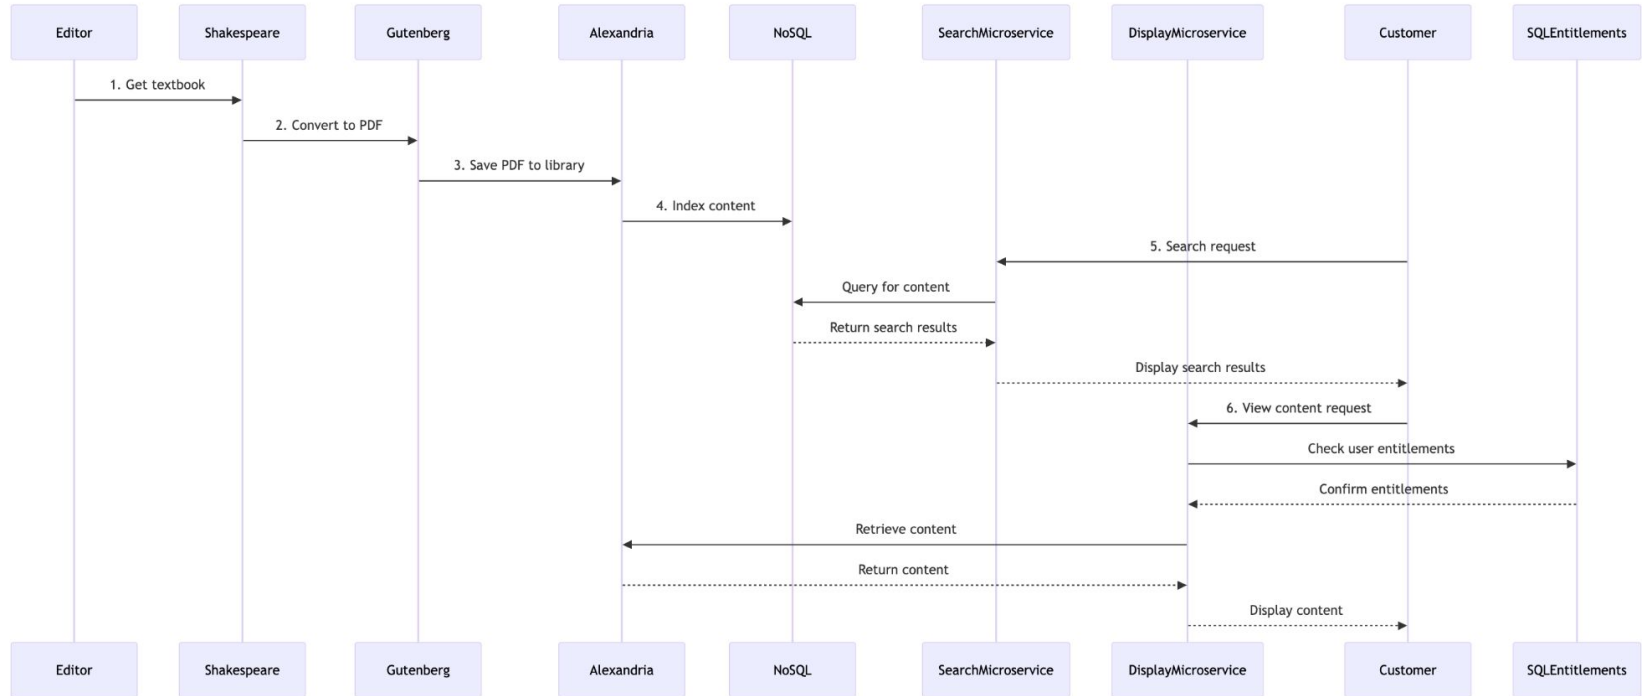 Editor
Shakespeare
Gutenberg
Alexandria
NoSQL
SearchMicroservice
DisplayMicroservice
Customer
SQLEntitlements
1. Get textbook
2. Convert to PDF
3. Save PDF to library
4. Index content
5. Search request
Query for content
Return search results
Display search results
6. View content request
Check user entitlements
Confirm entitlements
Retrieve content
Return content
Display content
Editor
Shakespeare
Gutenberg
Alexandria
NoSQL
SearchMicroservice
DisplayMicroservice
Customer
SQLEntitlements